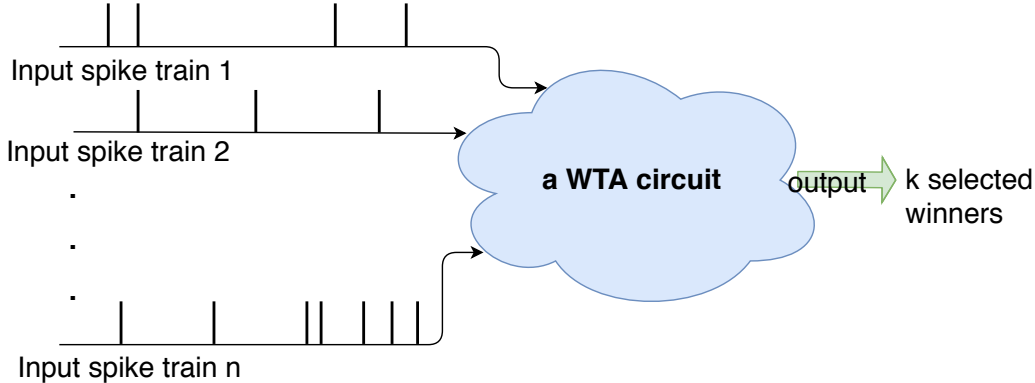 Input spike train 1
Input spike train 2
.
.
.
Input spike train n
a WTA circuit
output
k selected
winners